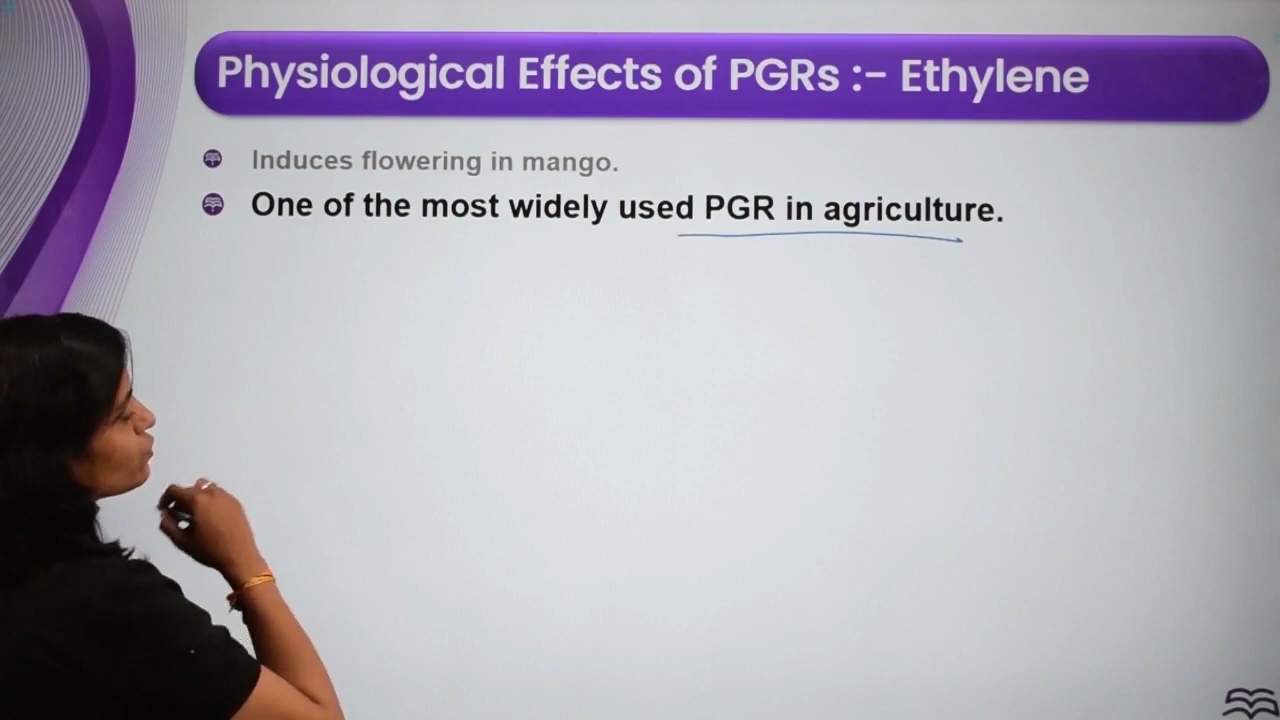 Physiological Effects of PGRs :- Ethylene
Induces flowering in mango.
One of the most widely used PGR in agriculture.